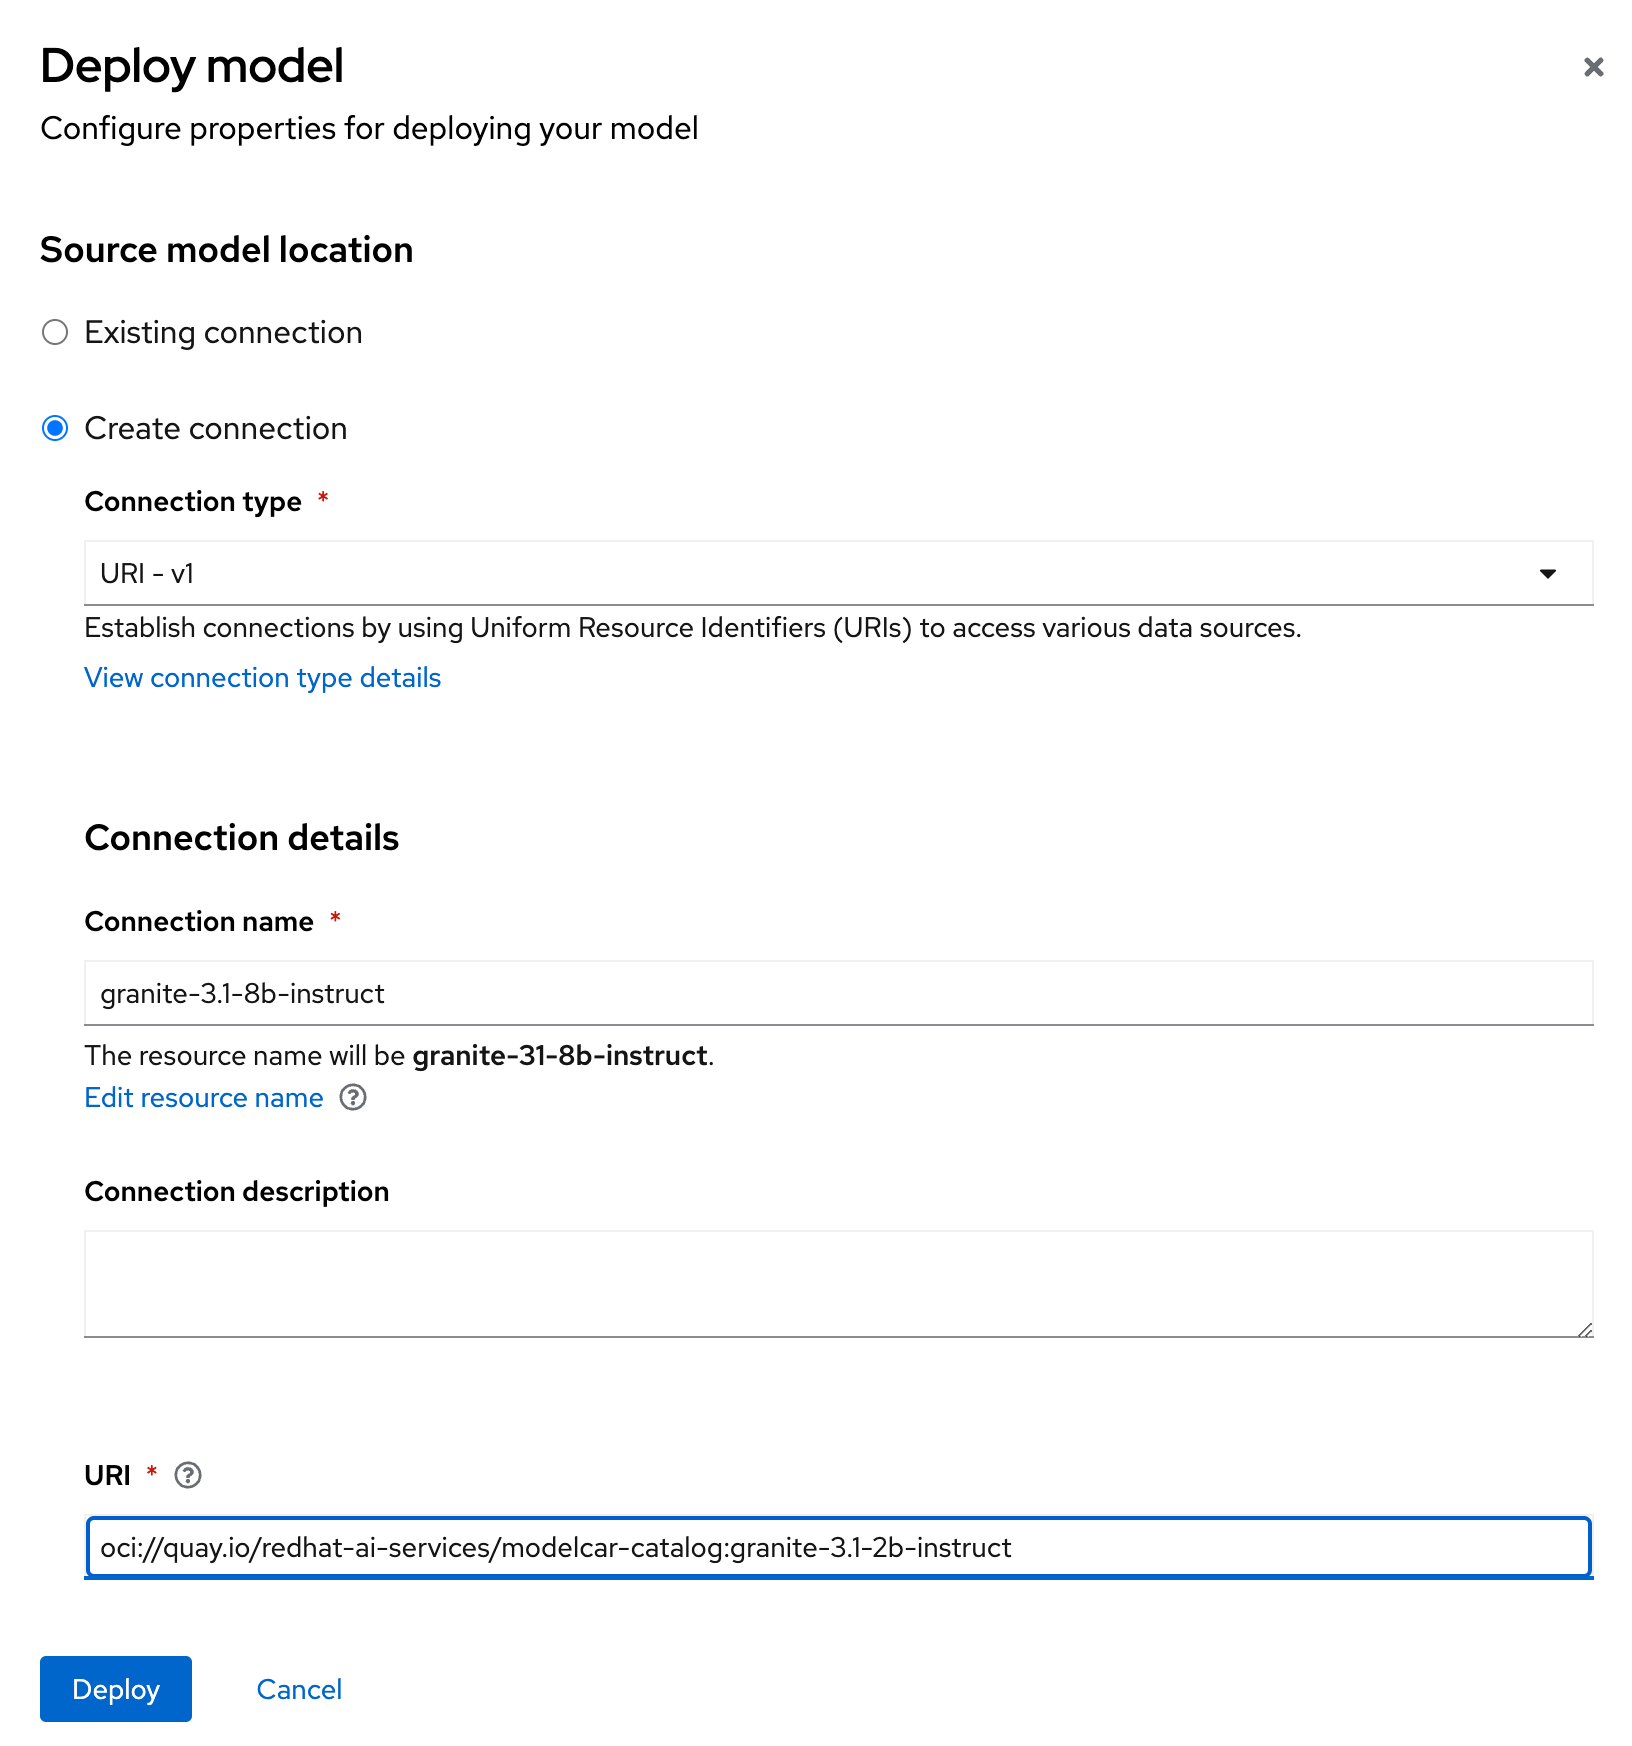 Deploy model
Configure properties for deploying your model
Source model location
Existing connection
Create connection
Connection type *
URI - v1
Establish connections by using Uniform Resource Identifiers (URIs) to access various data sources.
View connection type details
Connection details
Connection name *
granite-3.1-8b-instruct
The resource name will be granite-31-8b-instruct.
Edit resource name
Connection description
URI *
oci://quay.io/redhat-ai-services/modelcar-catalog:granite-3.1-2b-instruct
Deploy Cancel